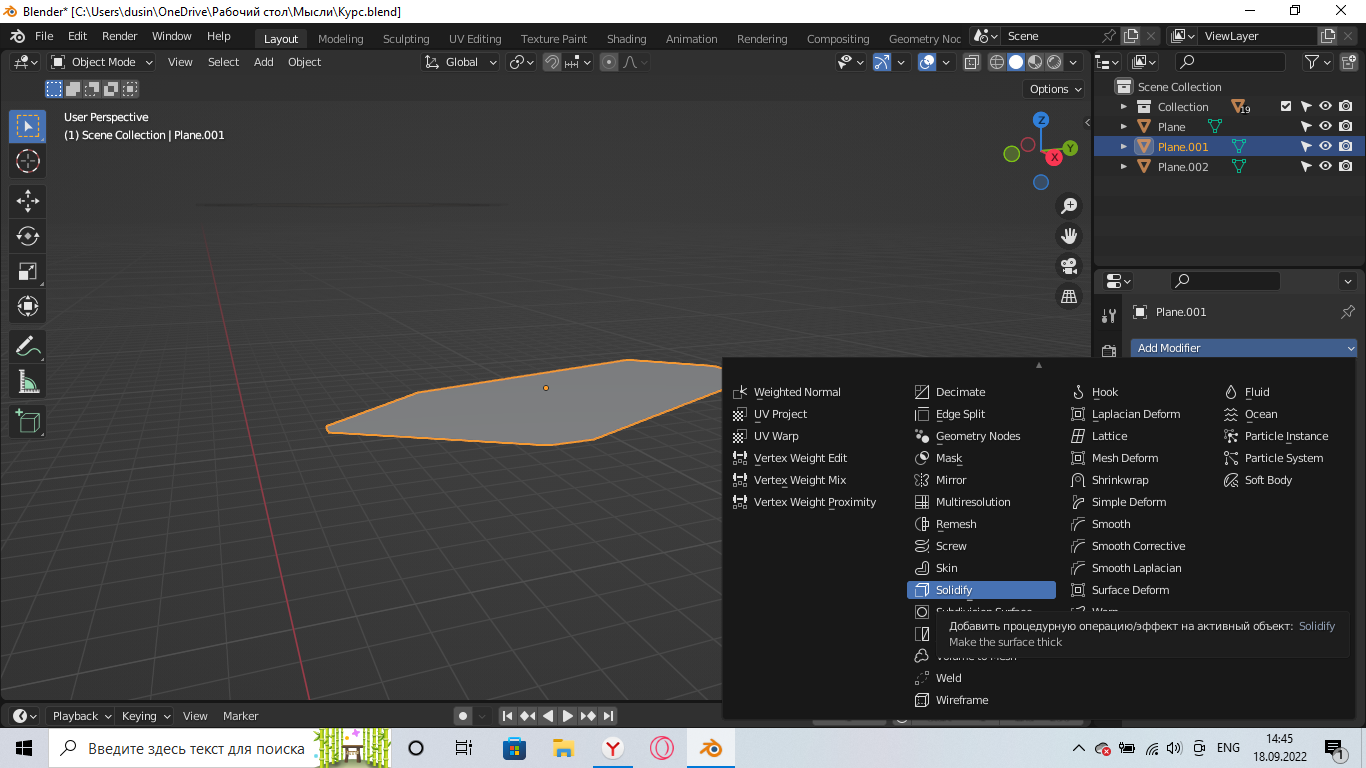 Blender* [C:\Users\dusin\OneDrive\Рабочий стол\Мысли\Курс.blend]
File Edit Render Window Help Layout Modeling Sculpting UV Editing Texture Paint Shading Animation Rendering Compositing Geometry Noc Scene ViewLayer
Object Mode View Select Add Object Global
Options
User Perspective
(1) Scene Collection | Plane.001
Z
Y
X
Scene Collection
Collection 19
Plane
Plane.001
Plane.002
Plane.001
Add Modifier
Weighted Normal Decimate Hook Fluid
UV Project Edge Split Laplacian Deform Ocean
UV Warp Geometry Nodes Lattice Particle Instance
Vertex Weight Edit Mask Mesh Deform Particle System
Vertex Weight Mix Mirror Shrinkwrap Soft Body
Vertex Weight Proximity Multiresolution Simple Deform
Remesh Smooth
Screw Smooth Corrective
Skin Smooth Laplacian
Solidify Surface Deform
Subdivision Surface Warp
Добавить процедурную операцию/эффект на активный объект: Solidify
Make the surface thick
Volume to Mesh
Weld
Wireframe
Playback Keying View Marker
Введите здесь текст для поиска
ENG
14:45
18.09.2022
1